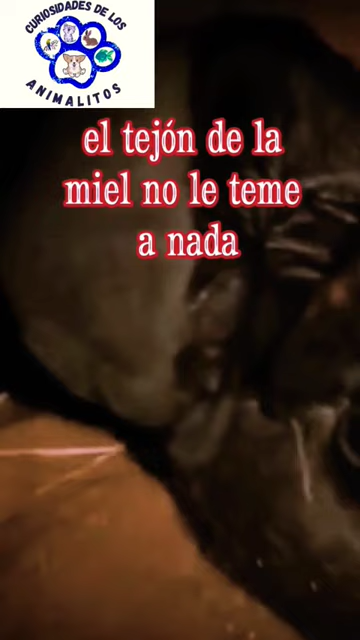 CURIOSIDADES DE LOS
ANIMALITOS
el tejón de la
miel no le teme
a nada